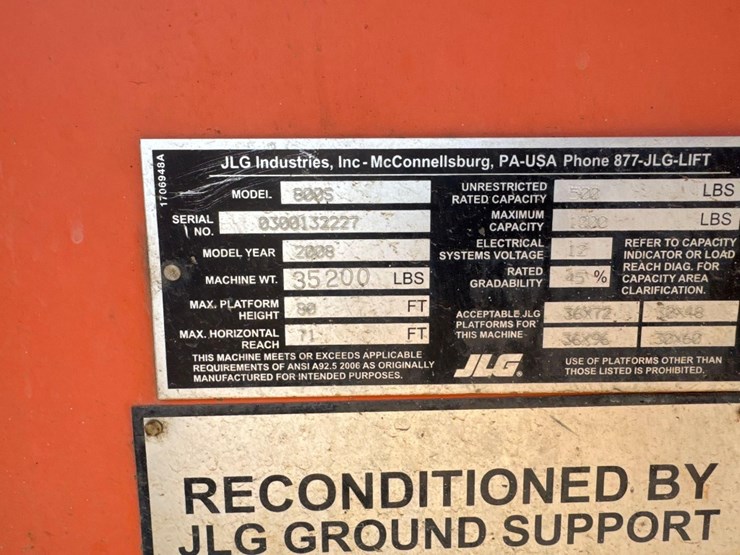 1706948A
JLG Industries, Inc - McConnellsburg, PA-USA Phone 877-JLG-LIFT
MODEL 800S
SERIAL NO. 0300132227
MODEL YEAR 2008
MACHINE WT. 35200 LBS
MAX. PLATFORM HEIGHT 80 FT
MAX. HORIZONTAL REACH 71 FT
THIS MACHINE MEETS OR EXCEEDS APPLICABLE
REQUIREMENTS OF ANSI A92.5 2006 AS ORIGINALLY
MANUFACTURED FOR INTENDED PURPOSES.
UNRESTRICTED RATED CAPACITY 500 LBS
MAXIMUM CAPACITY 1000 LBS
ELECTRICAL SYSTEMS VOLTAGE 12
RATED GRADABILITY 45 %
REFER TO CAPACITY
INDICATOR OR LOAD
REACH DIAG. FOR
CAPACITY AREA
CLARIFICATION.
ACCEPTABLE JLG
PLATFORMS FOR
THIS MACHINE
36X72 30X48
36X96 30X60
JLG
USE OF PLATFORMS OTHER THAN
THOSE LISTED IS PROHIBITED.
RECONDITIONED BY
JLG GROUND SUPPORT